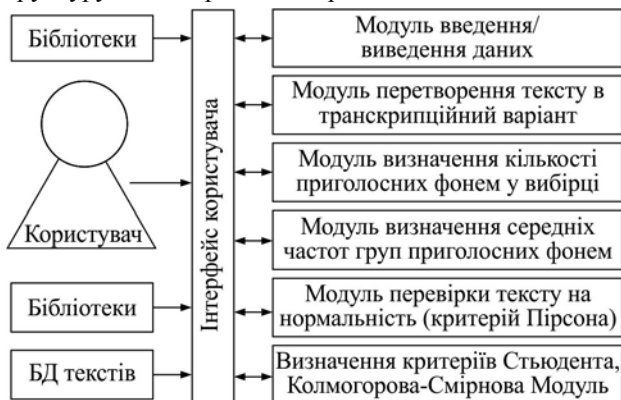 Бібліотеки
Користувач
Бібліотеки
БД текстів
Інтерфейс користувача
Модуль введення/
виведення даних
Модуль перетворення тексту в
транскрипційний варіант
Модуль визначення кількості
приголосних фонем у вибірці
Модуль визначення середніх
частот груп приголосних фонем
Модуль перевірки тексту на
нормальність (критерій Пірсона)
Визначення критеріїв Стьюдента,
Колмогорова-Смірнова Модуль